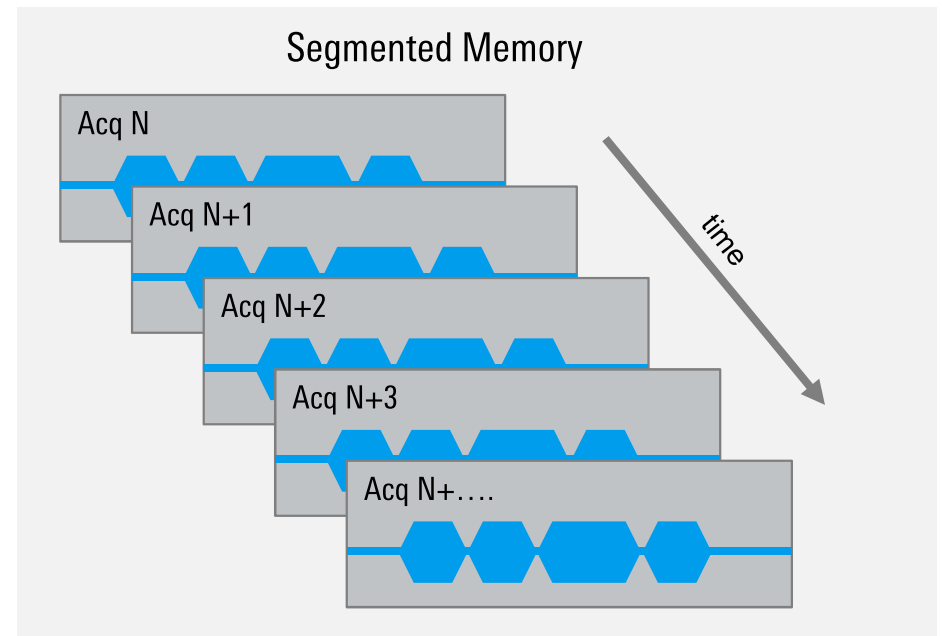 Segmented Memory
Acq N
time
Acq N+1
Acq N+2
Acq N+3
Acq N+....